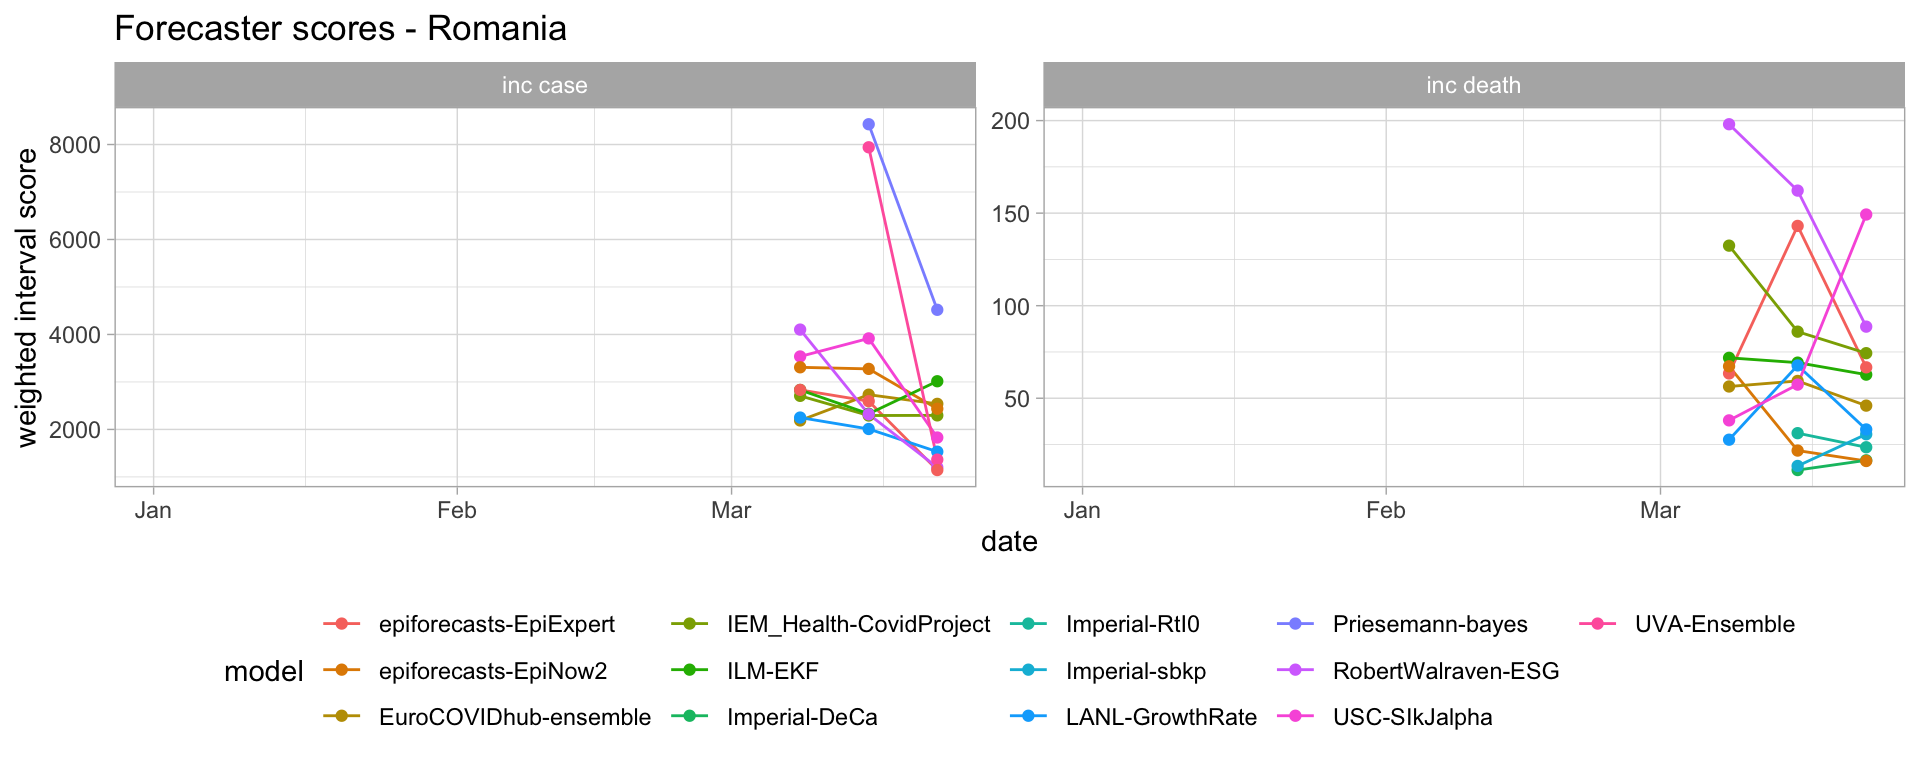 Forecaster scores - Romania
inc case
inc death
weighted interval score
8000
6000
4000
2000
200
150
100
50
Jan Feb Mar
Jan Feb Mar
date
model
epiforecasts-EpiExpert
epiforecasts-EpiNow2
EuroCOVIDhub-ensemble
IEM_Health-CovidProject
ILM-EKF
Imperial-DeCa
Imperial-RtI0
Imperial-sbkp
LANL-GrowthRate
Priesemann-bayes
RobertWalraven-ESG
USC-SIkJalpha
UVA-Ensemble